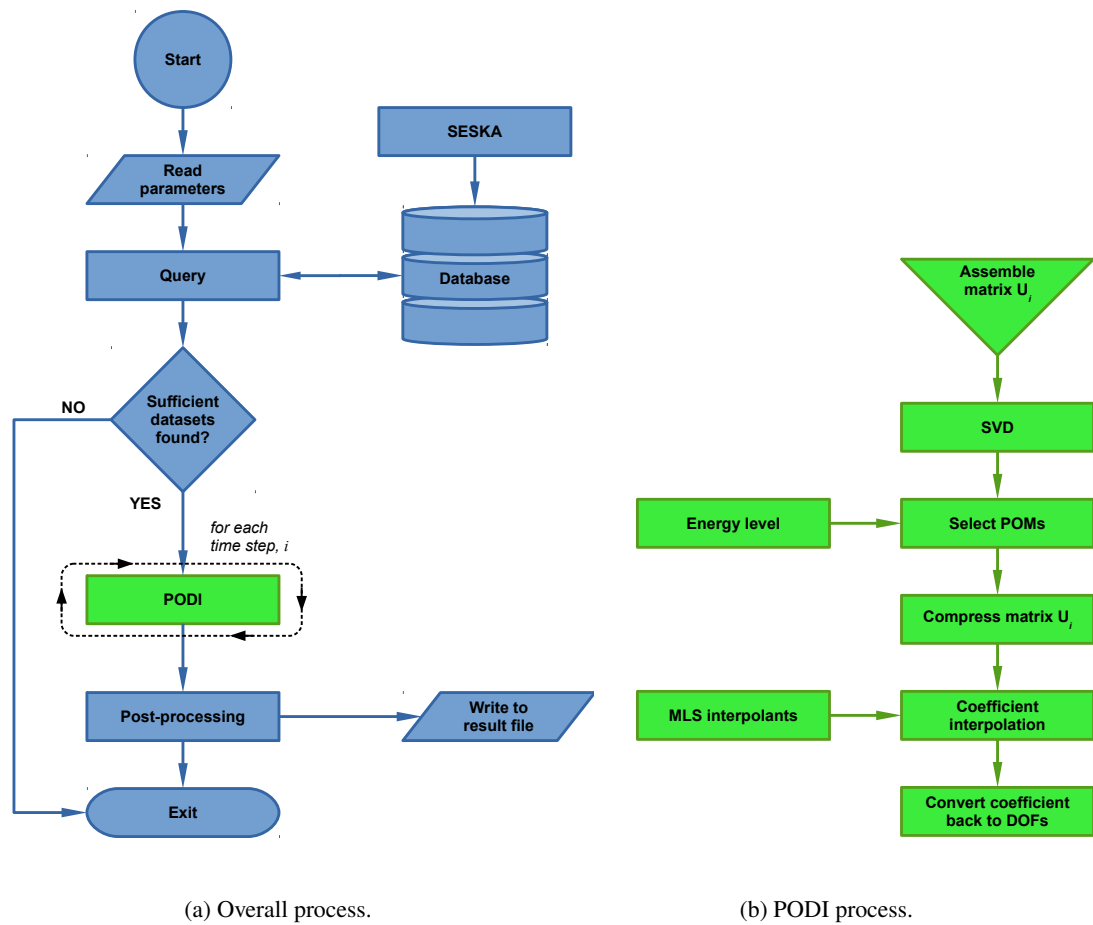 Start
Read
parameters
SESKA
Query
Database
Sufficient
datasets
found?
NO
YES
for each
time step, i
PODI
Post-processing
Write to
result file
Exit
(a) Overall process.
Assemble
matrix U_i
SVD
Energy level
Select POMs
Compress matrix U_i
MLS interpolants
Coefficient
interpolation
Convert coefficient
back to DOFs
(b) PODI process.